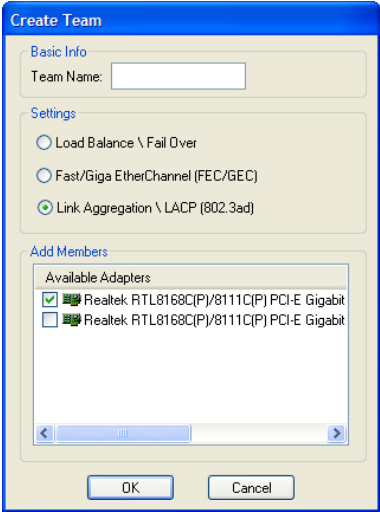 Create Team
Basic Info
Team Name:
Settings
Load Balance \ Fail Over
Fast/Giga EtherChannel (FEC/GEC)
Link Aggregation \ LACP (802.3ad)
Add Members
Available Adapters
Realtek RTL8168C(P)/8111C(P) PCI-E Gigabit
Realtek RTL8168C(P)/8111C(P) PCI-E Gigabit
OK Cancel